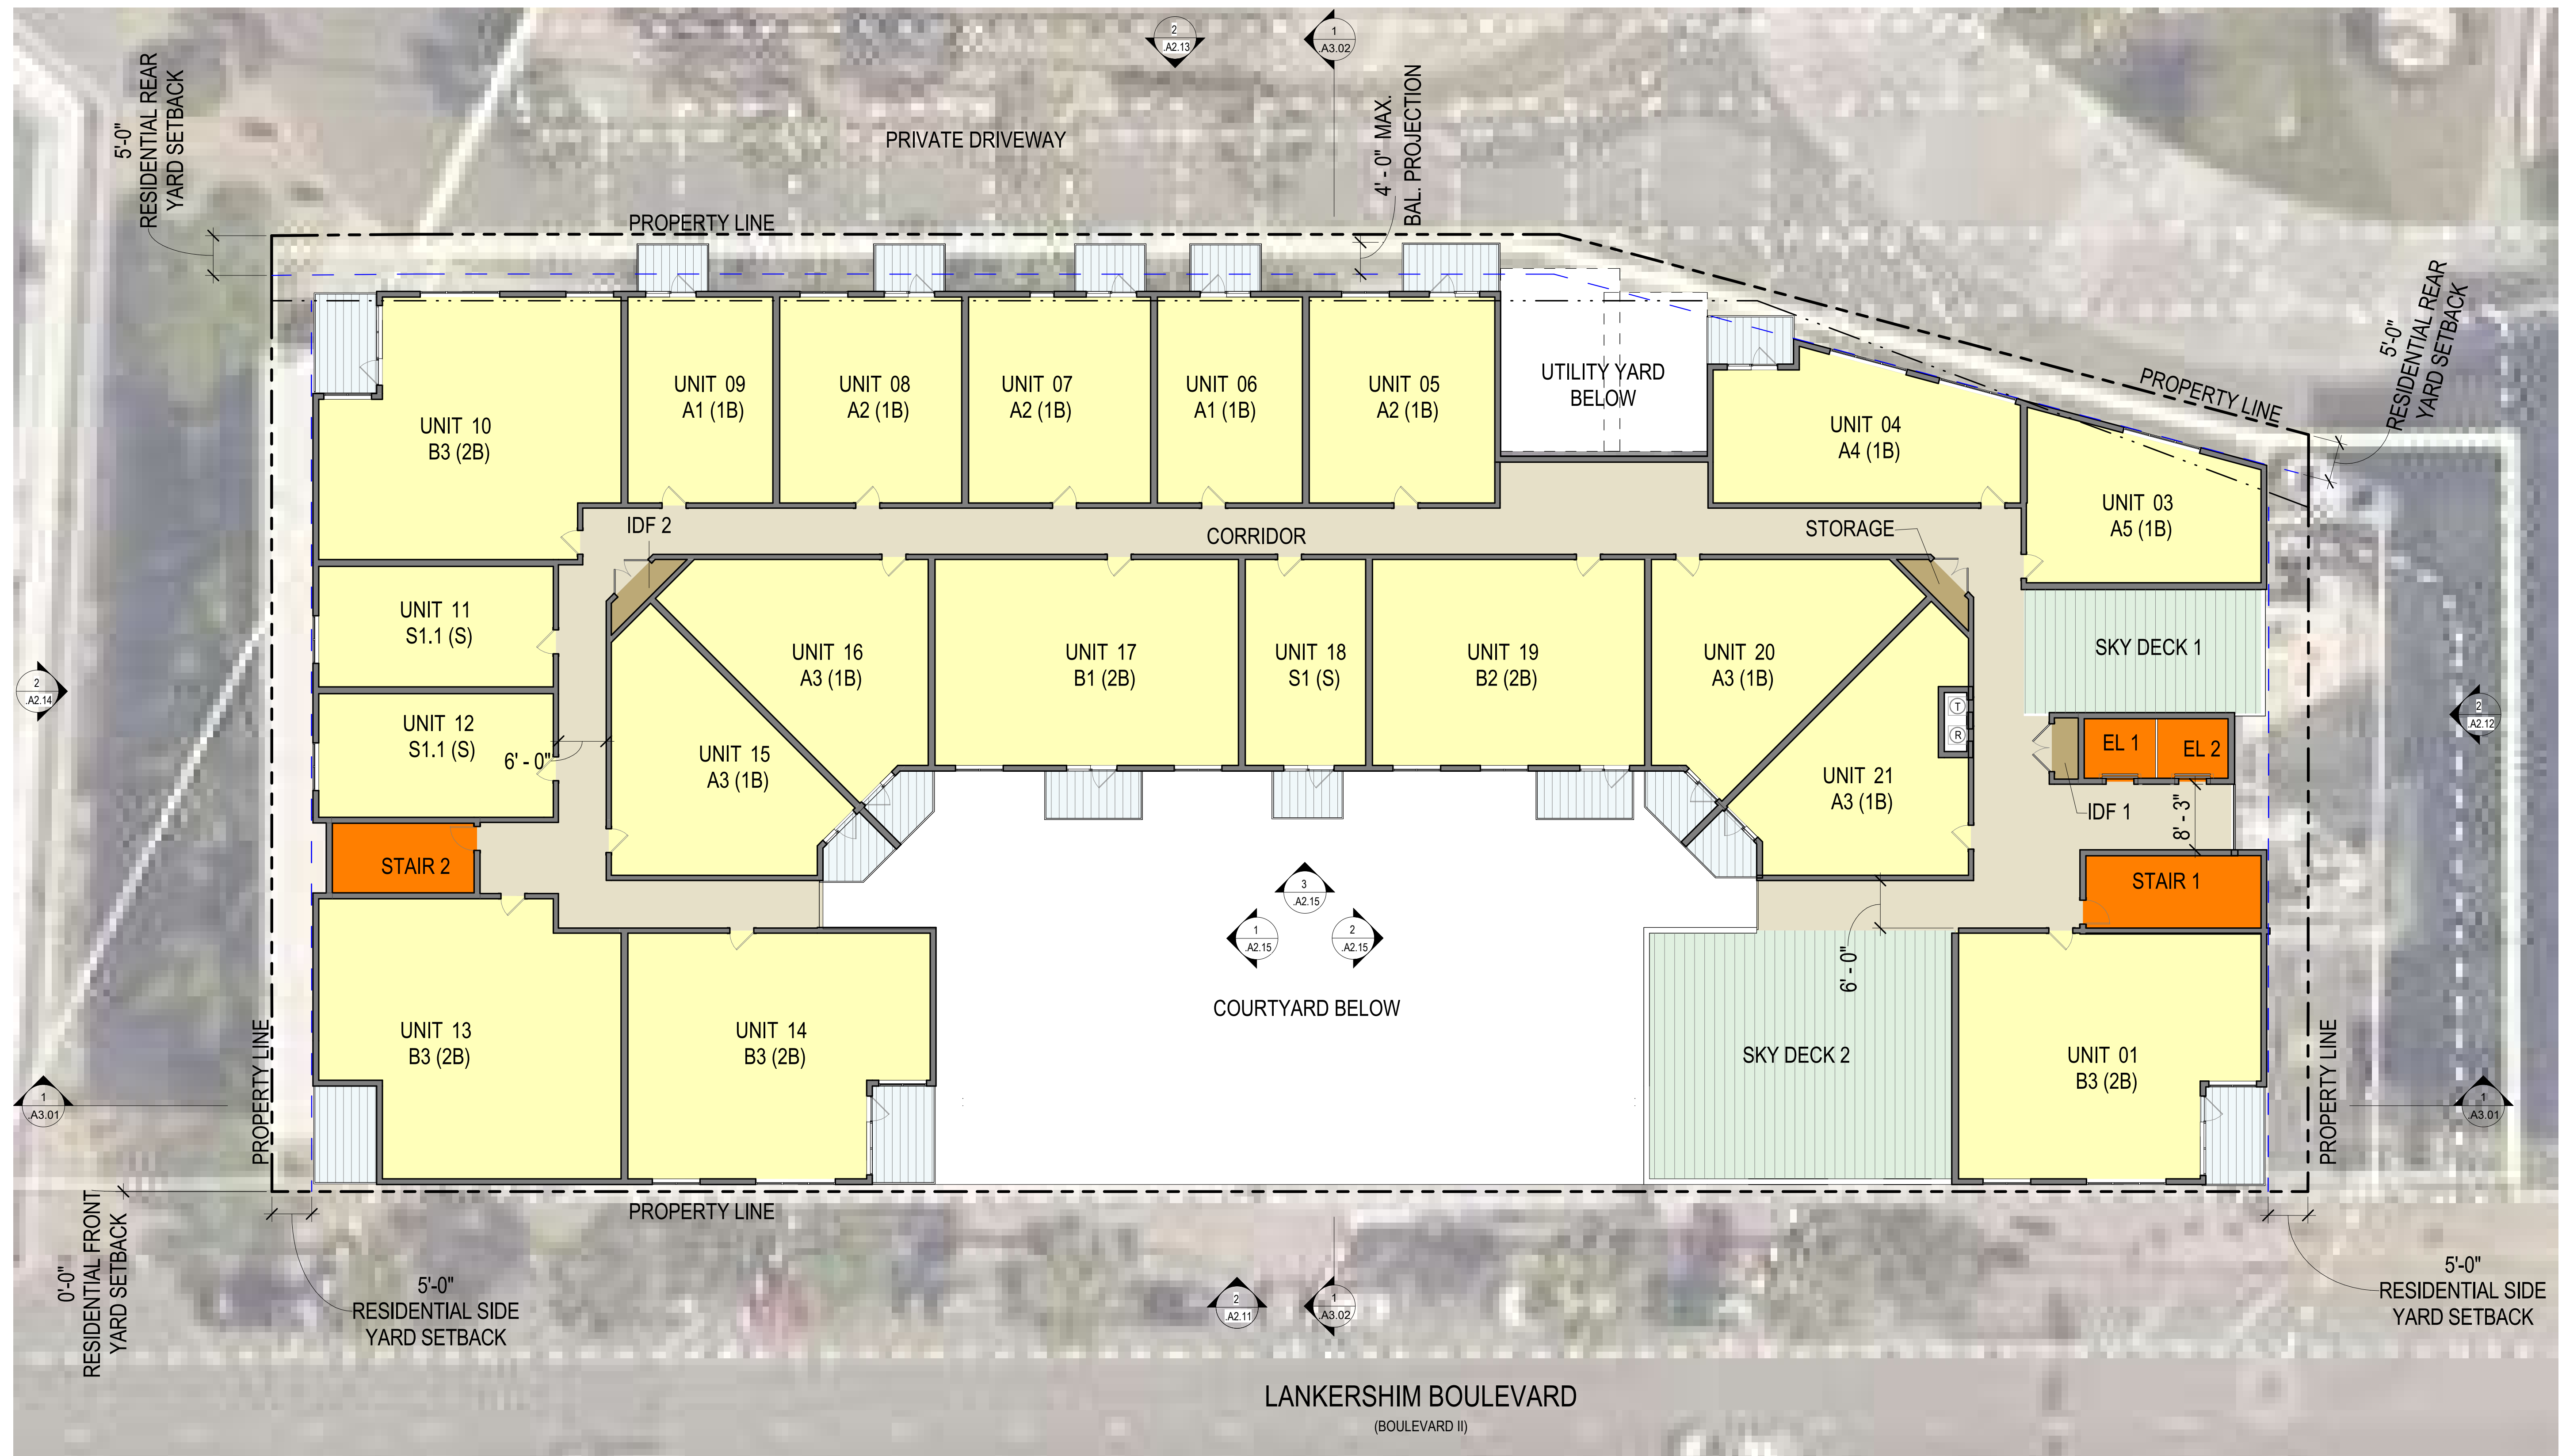 2
.A2.13
1
.A3.02
5'-0"
RESIDENTIAL REAR
YARD SETBACK
PRIVATE DRIVEWAY
4' - 0" MAX.
BAL. PROJECTION
PROPERTY LINE
5'-0"
RESIDENTIAL REAR
YARD SETBACK
PROPERTY LINE
UNIT 10
B3 (2B)
UNIT 09
A1 (1B)
UNIT 08
A2 (1B)
UNIT 07
A2 (1B)
UNIT 06
A1 (1B)
UNIT 05
A2 (1B)
UTILITY YARD
BELOW
UNIT 04
A4 (1B)
UNIT 03
A5 (1B)
IDF 2
CORRIDOR
STORAGE
UNIT 11
S1.1 (S)
UNIT 16
A3 (1B)
UNIT 17
B1 (2B)
UNIT 18
S1 (S)
UNIT 19
B2 (2B)
UNIT 20
A3 (1B)
SKY DECK 1
2
.A2.14
UNIT 12
S1.1 (S)
6' - 0"
UNIT 15
A3 (1B)
UNIT 21
A3 (1B)
T
R
EL 1
EL 2
2
.A2.12
IDF 1
8' - 3"
STAIR 2
STAIR 1
3
.A2.15
1
.A2.15
2
.A2.15
6' - 0"
COURTYARD BELOW
UNIT 13
B3 (2B)
UNIT 14
B3 (2B)
SKY DECK 2
UNIT 01
B3 (2B)
PROPERTY LINE
PROPERTY LINE
1
.A3.01
1
.A3.01
PROPERTY LINE
0'-0"
RESIDENTIAL FRONT
YARD SETBACK
5'-0"
RESIDENTIAL SIDE
YARD SETBACK
2
.A2.11
1
.A3.02
5'-0"
RESIDENTIAL SIDE
YARD SETBACK
LANKERSHIM BOULEVARD
(BOULEVARD II)